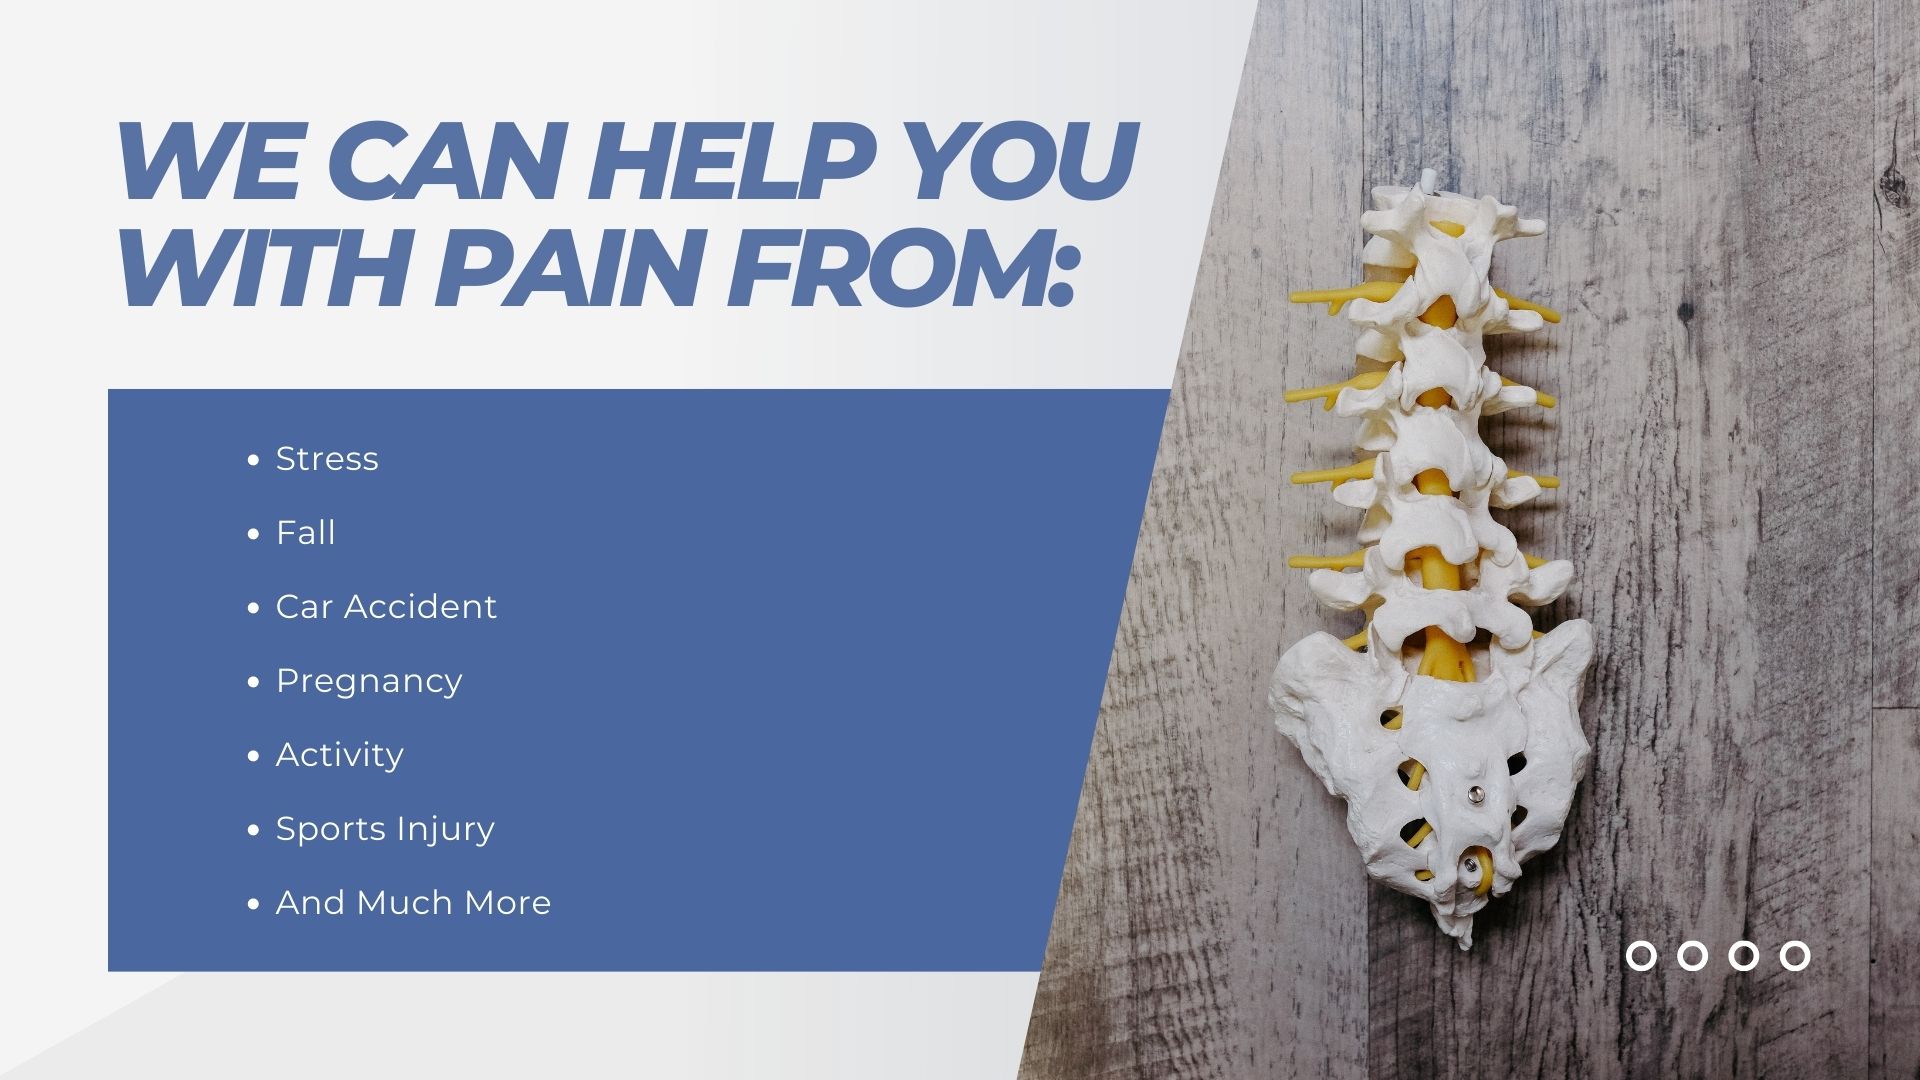 WE CAN HELP YOU
WITH PAIN FROM:
• Stress
• Fall
• Car Accident
• Pregnancy
• Activity
• Sports Injury
• And Much More